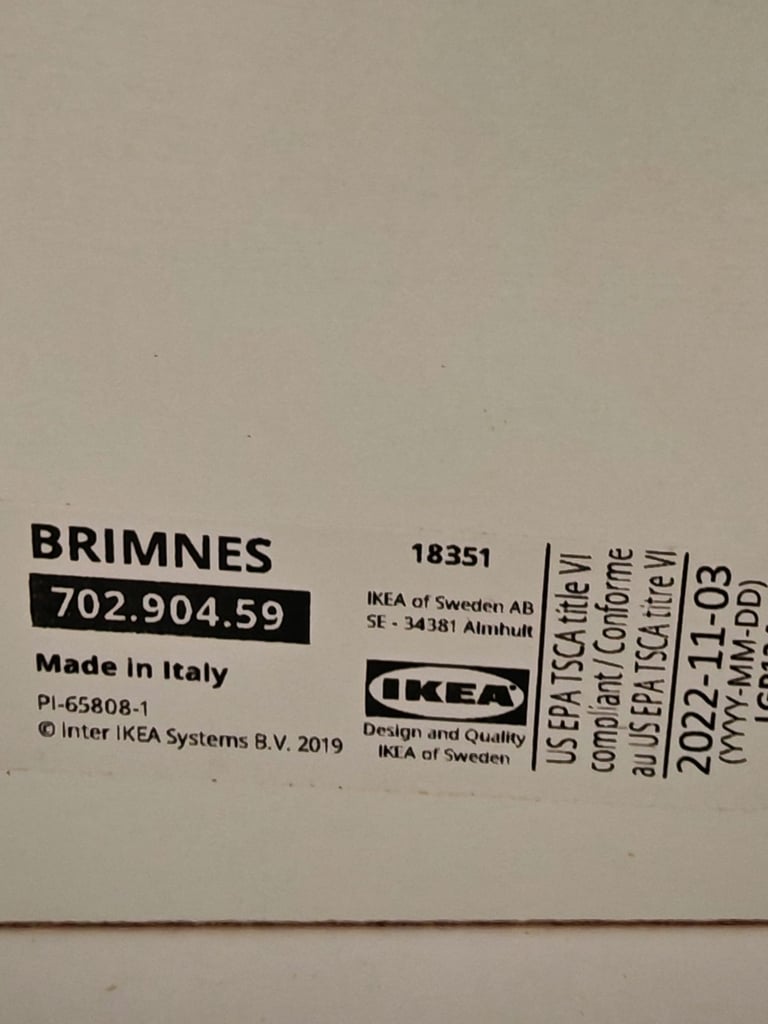 BRIMNES
702.904.59
Made in Italy
PI-65808-1
© Inter IKEA Systems B.V. 2019
18351
IKEA of Sweden AB
SE - 34381 Älmhult
IKEA
Design and Quality
IKEA of Sweden
US EPA TSCA title VI
compliant / Conforme
au US EPA TSCA titre VI
2022-11-03
(YYYY-MM-DD)